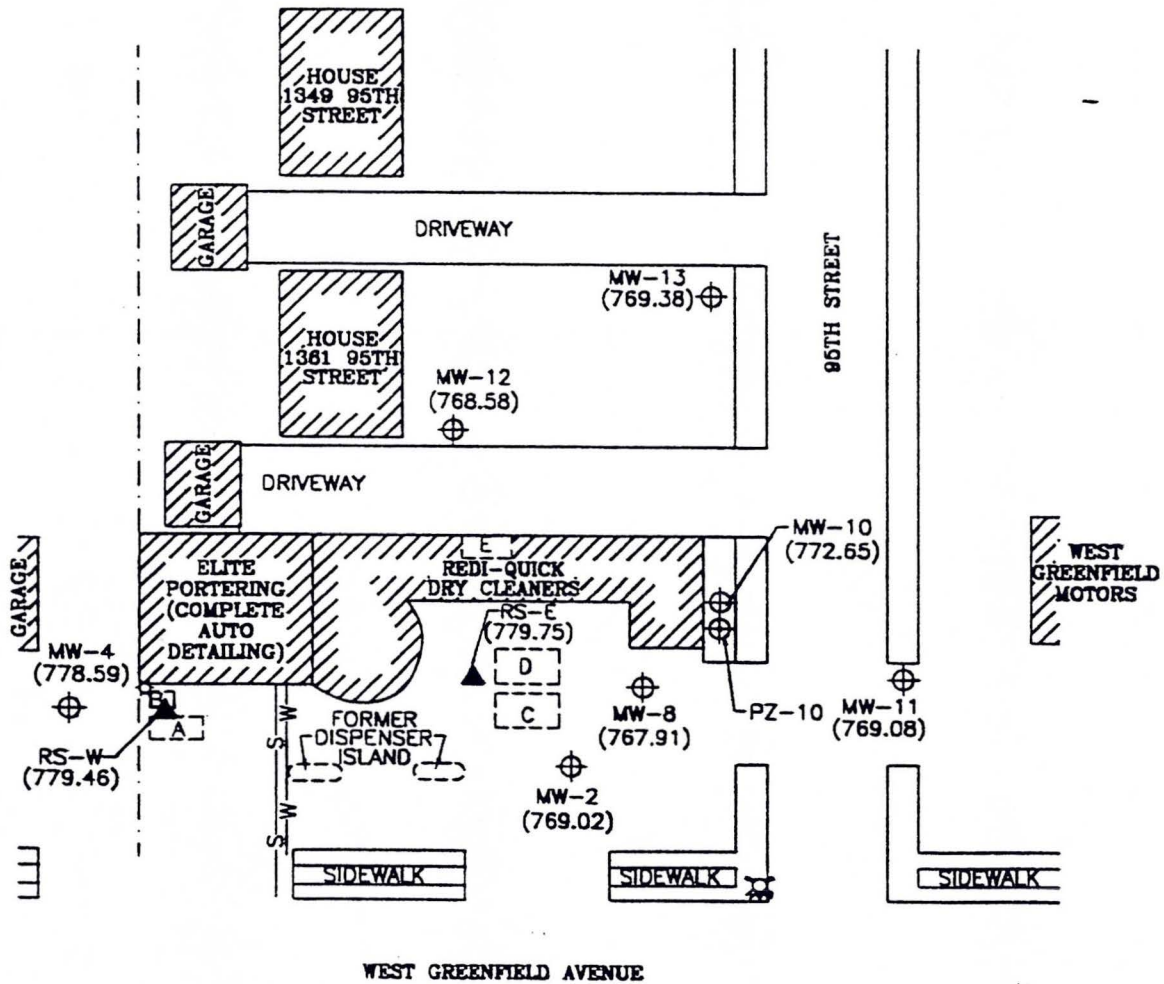 HOUSE
1349 95TH
STREET
GARAGE
DRIVEWAY
MW-13
(769.38)
95TH STREET
HOUSE
1361 95TH
STREET
MW-12
(768.58)
GARAGE
DRIVEWAY
MW-10
(772.65)
GARAGE
ELITE
PORTERING
(COMPLETE
AUTO
DETAILING)
E
REDI-QUICK
DRY CLEANERS
WEST
GREENFIELD
MOTORS
RS-E
(779.75)
MW-4
(778.59)
B
A
D
C
RS-W
(779.46)
S
W
S
W
FORMER
DISPENSER
ISLAND
MW-8
(767.91)
PZ-10
MW-11
(769.08)
MW-2
(769.02)
SIDEWALK
SIDEWALK
SIDEWALK
WEST GREENFIELD AVENUE